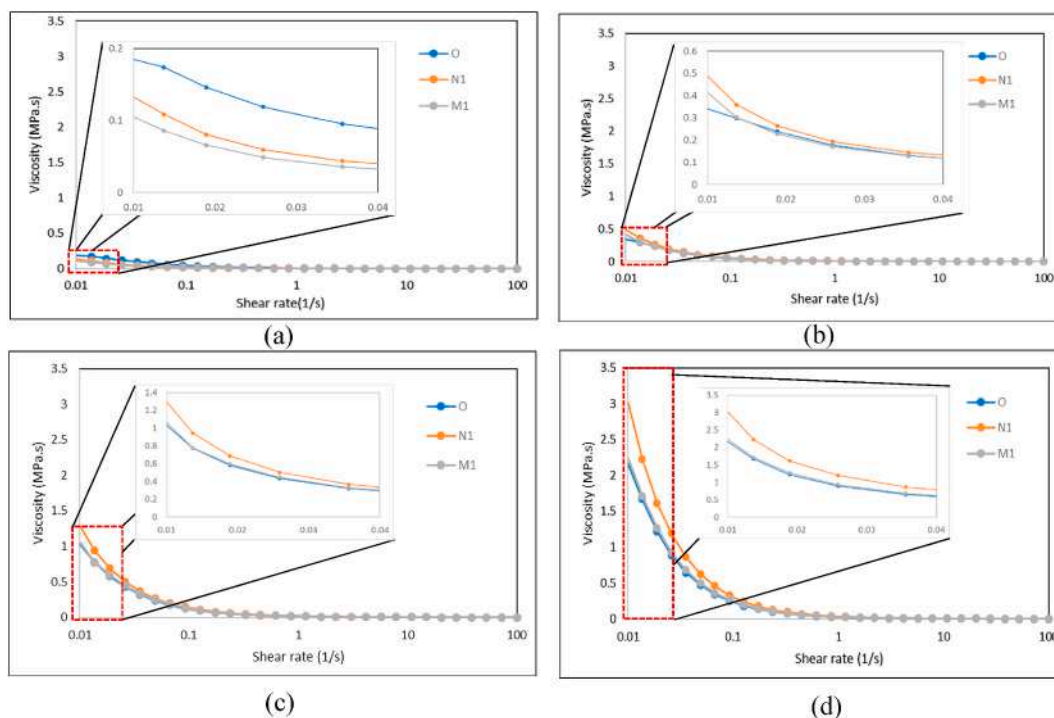 3.5
3
2.5
2
1.5
1
0.5
0
Viscosity (MPa.s)
0.2
0.1
0
0.01 0.02 0.03 0.04
O
N1
M1
0.01 0.1 1 10 100
Shear rate(1/s)
(a)
3.5
3
2.5
2
1.5
1
0.5
0
Viscosity (MPa.s)
0.6
0.5
0.4
0.3
0.2
0.1
0
0.01 0.02 0.03 0.04
O
N1
M1
0.01 0.1 1 10 100
Shear rate (1/s)
(b)
3.5
3
2.5
2
1.5
1
0.5
0
Viscosity (MPa.s)
1.4
1.2
1
0.8
0.6
0.4
0.2
0
0.01 0.02 0.03 0.04
O
N1
M1
0.01 0.1 1 10 100
Shear rate (1/s)
(c)
3.5
3
2.5
2
1.5
1
0.5
0
Viscosity (MPa.s)
3.5
3
2.5
2
1.5
1
0.5
0
0.01 0.02 0.03 0.04
O
N1
M1
0.01 0.1 1 10 100
Shear rate (1/s)
(d)